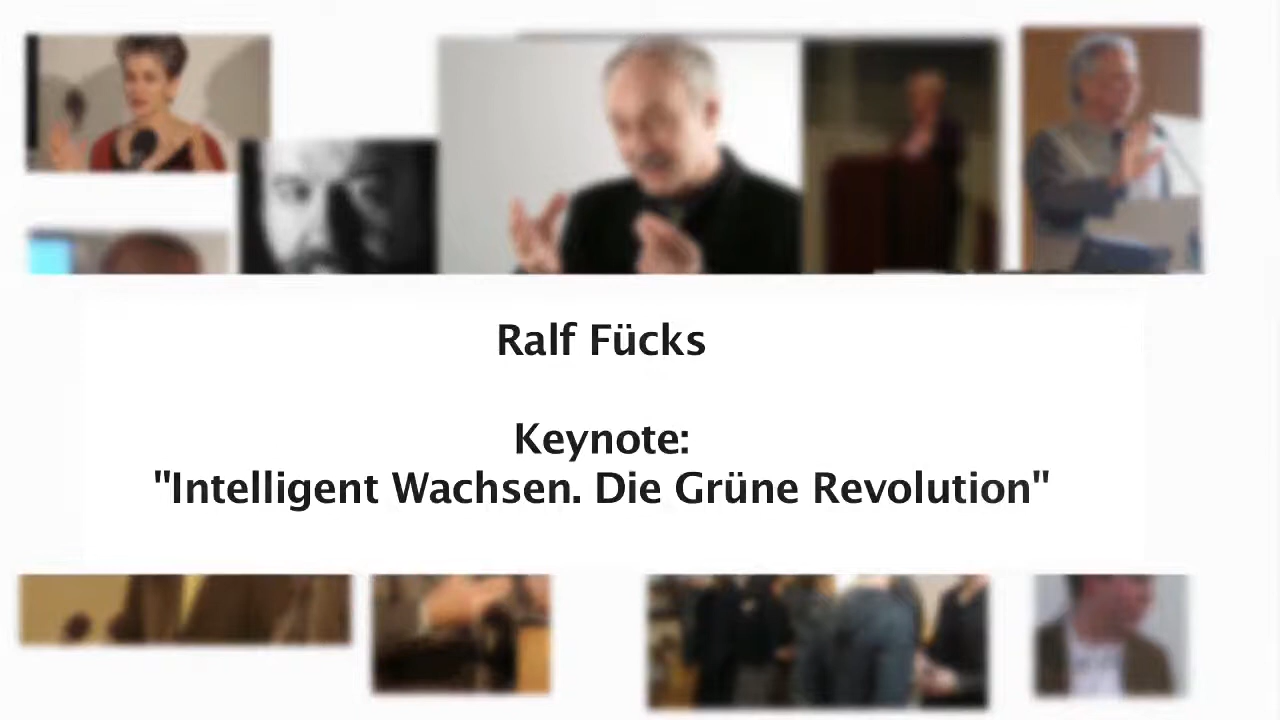 Ralf Fücks
Keynote:
"Intelligent Wachsen. Die Grüne Revolution"